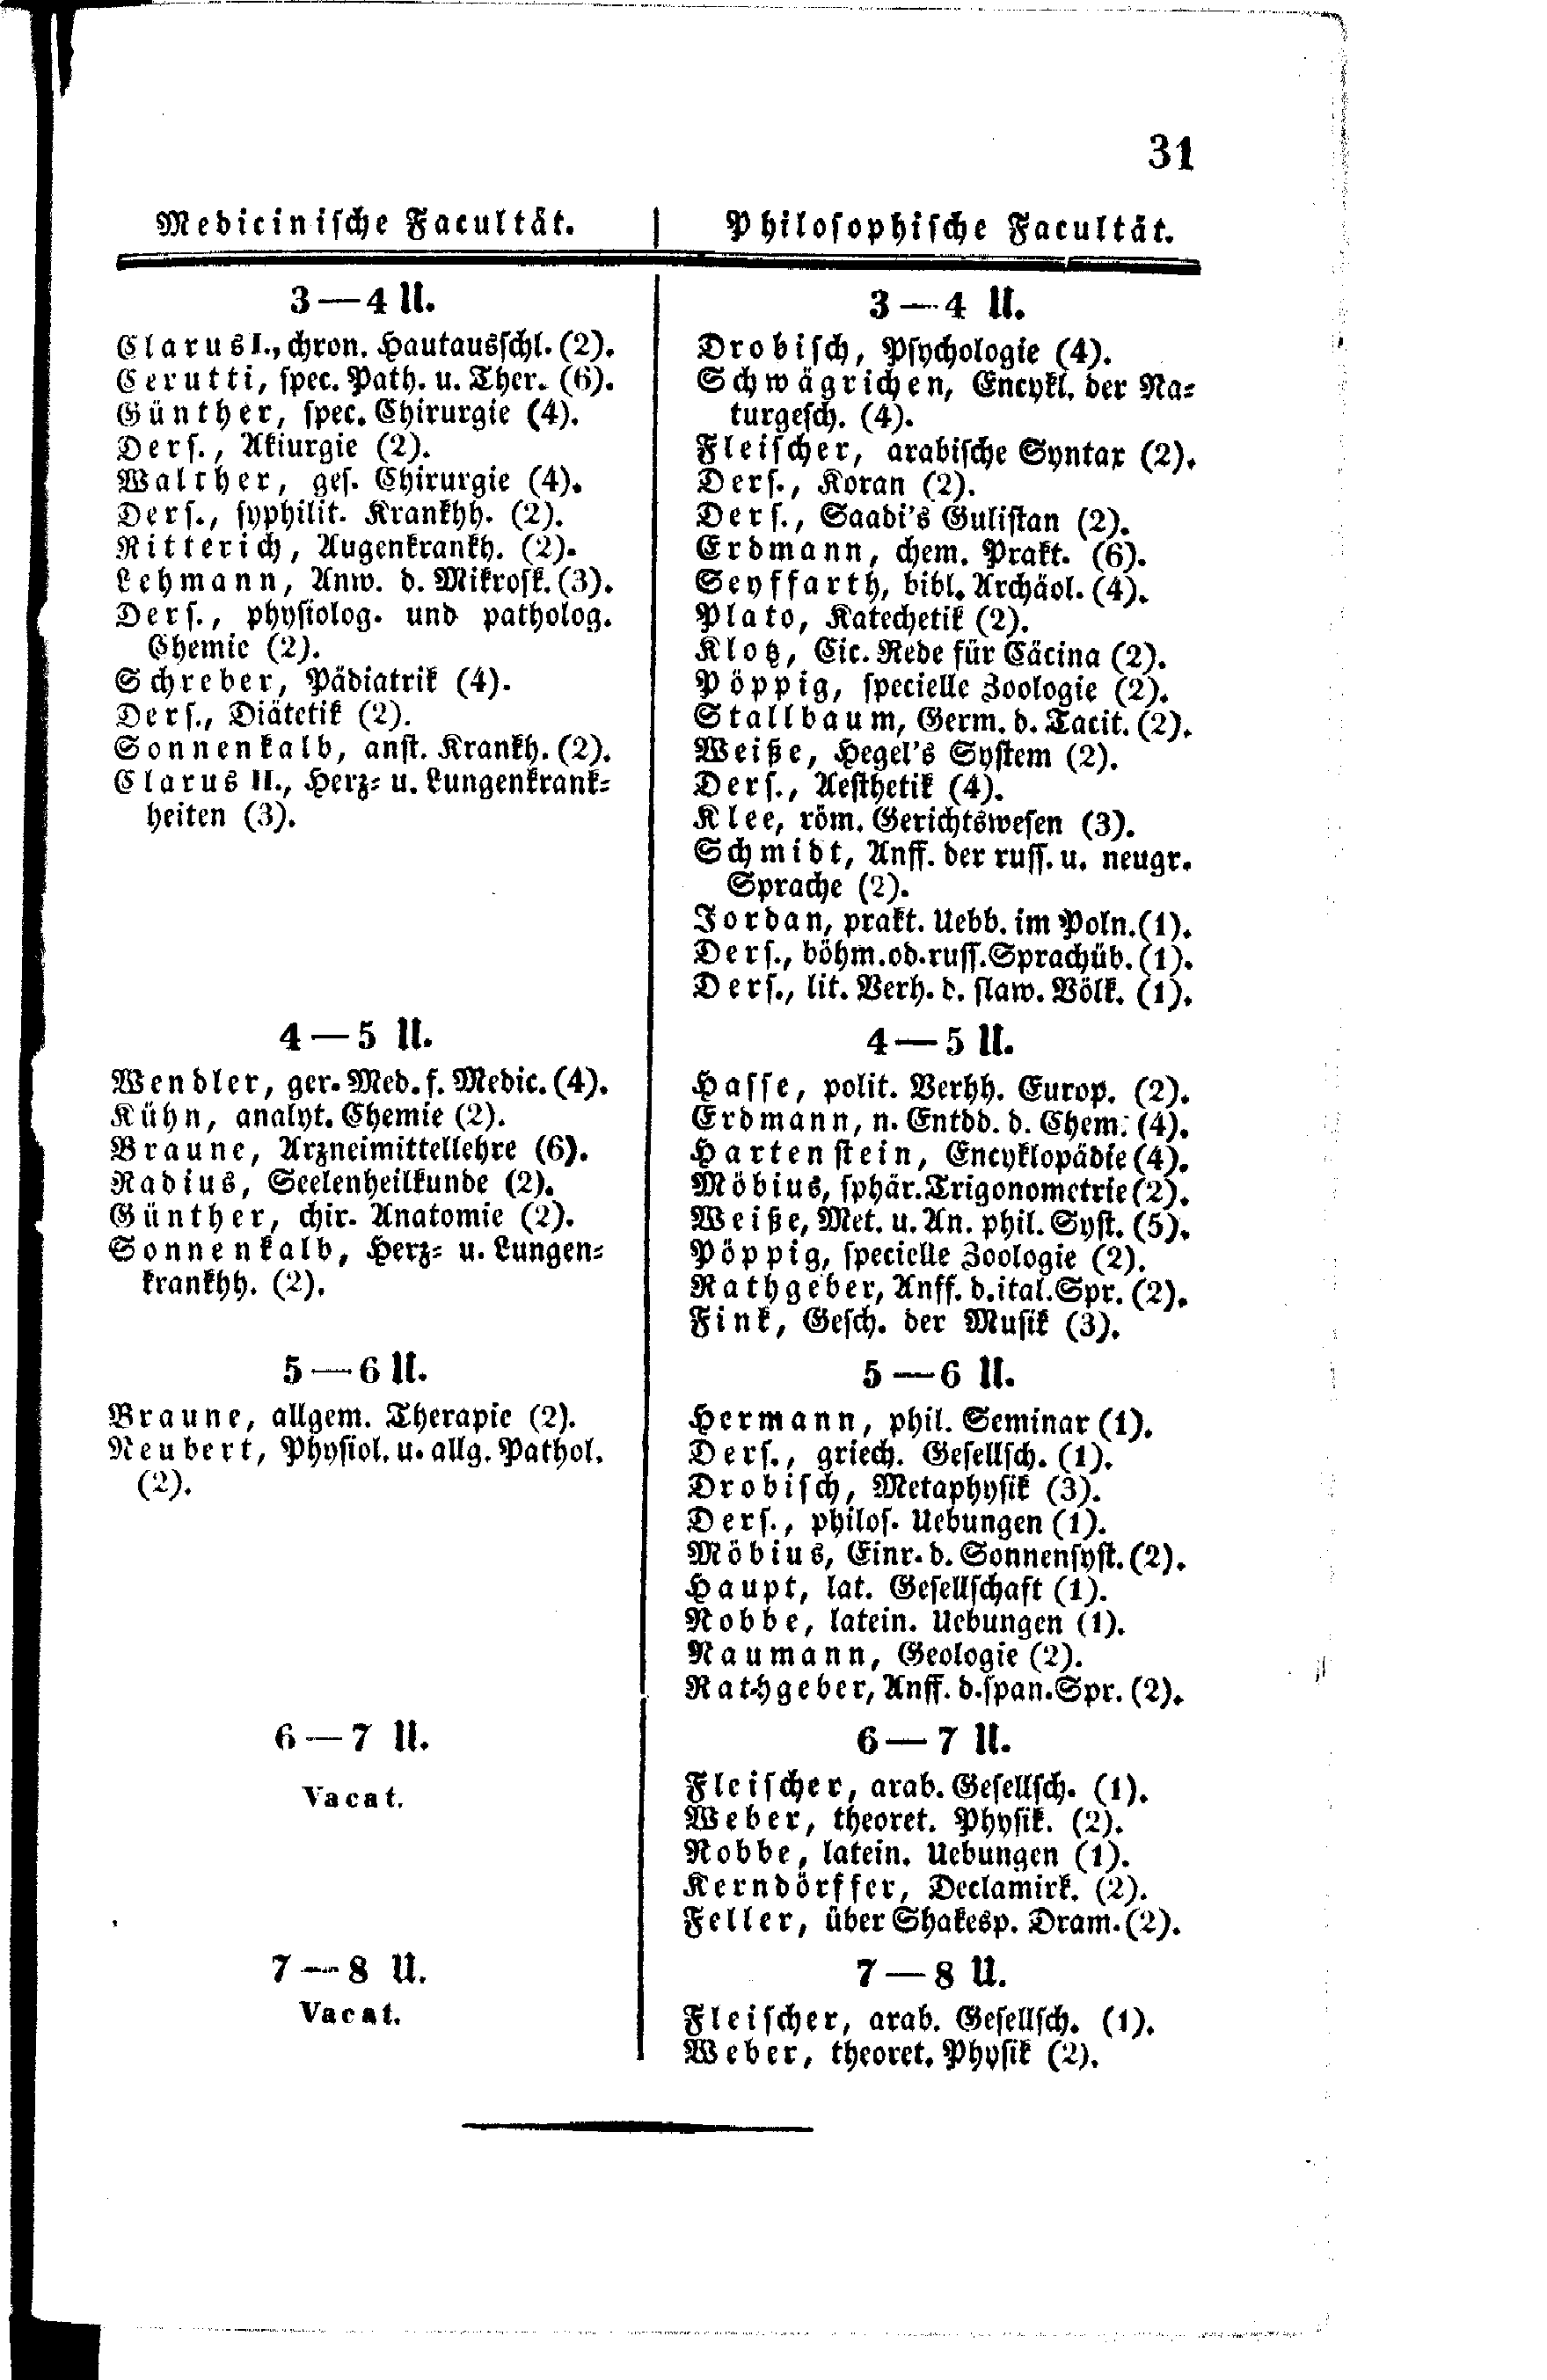 31
Medicinische Facultät.
3—4 U.
Clarus I., chron. Hautausschl. (2).
Cerutti, spec. Path. u. Ther. (6).
Günther, spec. Chirurgie (4).
Ders., Akiurgie (2).
Walther, ges. Chirurgie (4).
Ders., syphilit. Krankhh. (2).
Ritterich, Augenkrankh. (2).
Lehmann, Anw. d. Mikrosk. (3).
Ders., physiolog. und patholog.
Chemie (2).
Schreber, Pädiatrik (4).
Ders., Diätetik (2).
Sonnenkalb, anst. Krankh. (2).
Clarus II., Herz- u. Lungenkrank-
heiten (3).
4—5 U.
Wendler, ger. Med. f. Medic. (4).
Kühn, analyt. Chemie (2).
Braune, Arzneimittellehre (6).
Radius, Seelenheilkunde (2).
Günther, chir. Anatomie (2).
Sonnenkalb, Herz- u. Lungen-
krankhh. (2).
5—6 U.
Braune, allgem. Therapie (2).
Neubert, Physiol. u. allg. Pathol.
(2).
6—7 U.
Vacat.
7—8 U.
Vacat.
Philosophische Facultät.
3—4 U.
Drobisch, Psychologie (4).
Schwägrichen, Encykl. der Na-
turgesch. (4).
Fleischer, arabische Syntax (2).
Ders., Koran (2).
Ders., Saadi's Gulistan (2).
Erdmann, chem. Prakt. (6).
Seyffarth, bibl. Archäol. (4).
Plato, Katechetik (2).
Klotz, Cic. Rede für Cäcina (2).
Pöppig, specielle Zoologie (2).
Stallbaum, Germ. d. Tacit. (2).
Weiße, Hegel's System (2).
Ders., Aesthetik (4).
Klee, röm. Gerichtswesen (3).
Schmidt, Anff. der russ. u. neugr.
Sprache (2).
Jordan, prakt. Uebb. im Poln. (1).
Ders., böhm. od. russ. Sprachüb. (1).
Ders., lit. Verh. d. slaw. Völk. (1).
4—5 U.
Hasse, polit. Verhh. Europ. (2).
Erdmann, n. Entdd. d. Chem. (4).
Hartenstein, Encyklopädie (4).
Möbius, sphär. Trigonometrie (2).
Weiße, Met. u. An. phil. Syst. (5).
Pöppig, specielle Zoologie (2).
Rathgeber, Anff. d. ital. Spr. (2).
Fink, Gesch. der Musik (3).
5—6 U.
Hermann, phil. Seminar (1).
Ders., griech. Gesellsch. (1).
Drobisch, Metaphysik (3).
Ders., philos. Uebungen (1).
Möbius, Einr. d. Sonnensyst. (2).
Haupt, lat. Gesellschaft (1).
Nobbe, latein. Uebungen (1).
Naumann, Geologie (2).
Rathgeber, Anff. d. span. Spr. (2).
6—7 U.
Fleischer, arab. Gesellsch. (1).
Weber, theoret. Physik. (2).
Nobbe, latein. Uebungen (1).
Kerndörffer, Declamirk. (2).
Feller, über Shakesp. Dram. (2).
7—8 U.
Fleischer, arab. Gesellsch. (1).
Weber, theoret. Physik (2).